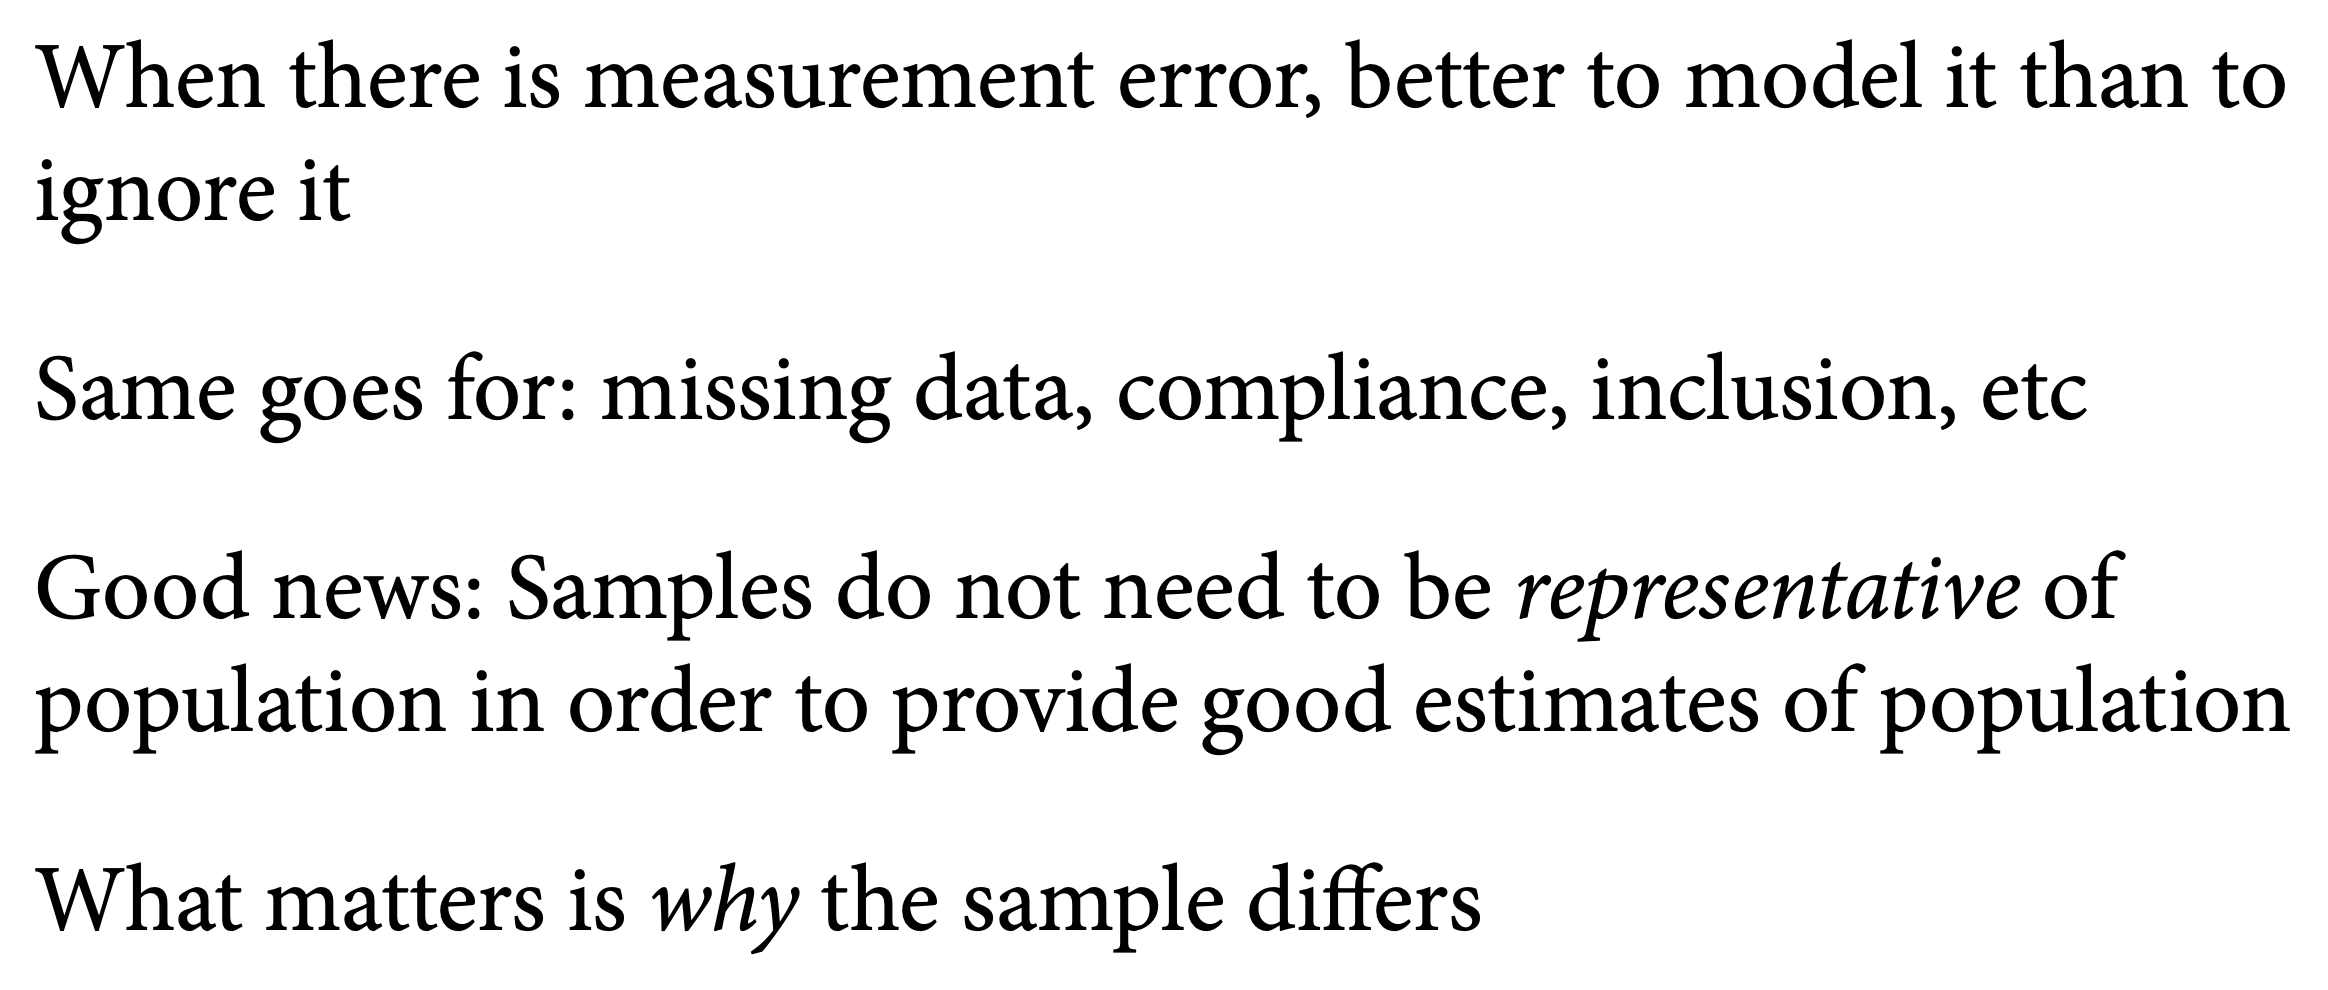 When there is measurement error, better to model it than to
ignore it
Same goes for: missing data, compliance, inclusion, etc
Good news: Samples do not need to be representative of
population in order to provide good estimates of population
What matters is why the sample differs